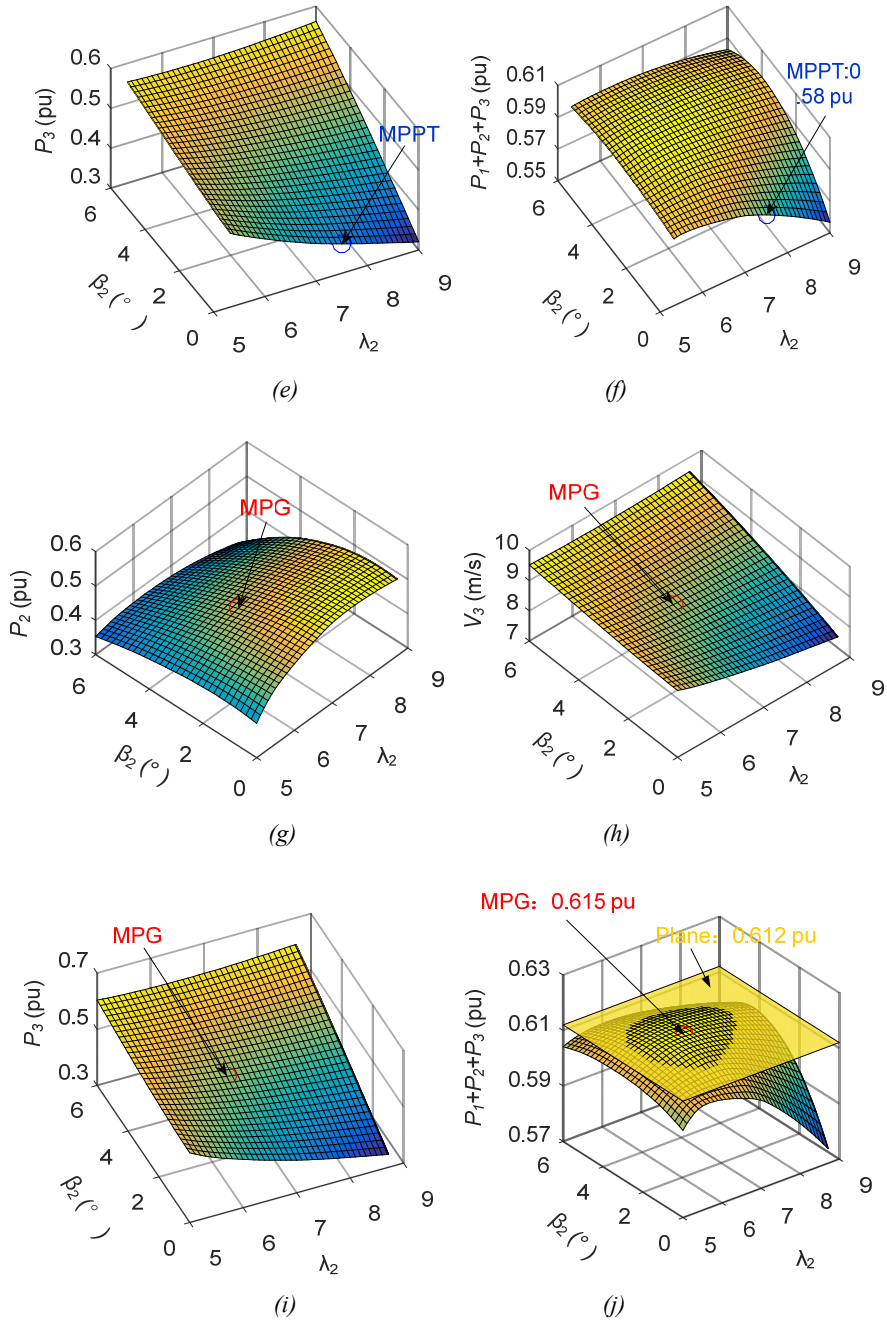 0.6
0.5
0.4
0.3
P₃ (pu)
MPPT
6
4
2
0
β₂ (°)
5
6
7
8
9
λ₂
(e)
0.61
0.59
0.57
0.55
P₁+P₂+P₃ (pu)
MPPT:0
.58 pu
6
4
2
0
β₂ (°)
5
6
7
8
9
λ₂
(f)
MPG
0.6
0.5
0.4
0.3
P₂ (pu)
6
4
2
0
β₂ (°)
5
6
7
8
9
λ₂
(g)
MPG
10
9
8
7
V₃ (m/s)
6
4
2
0
β₂ (°)
5
6
7
8
9
λ₂
(h)
MPG
0.7
0.5
0.3
P₃ (pu)
6
4
2
0
β₂ (°)
5
6
7
8
9
λ₂
(i)
MPG: 0.615 pu
Plane: 0.612 pu
0.63
0.61
0.59
0.57
P₁+P₂+P₃ (pu)
6
4
2
0
β₂ (°)
5
6
7
8
9
λ₂
(j)